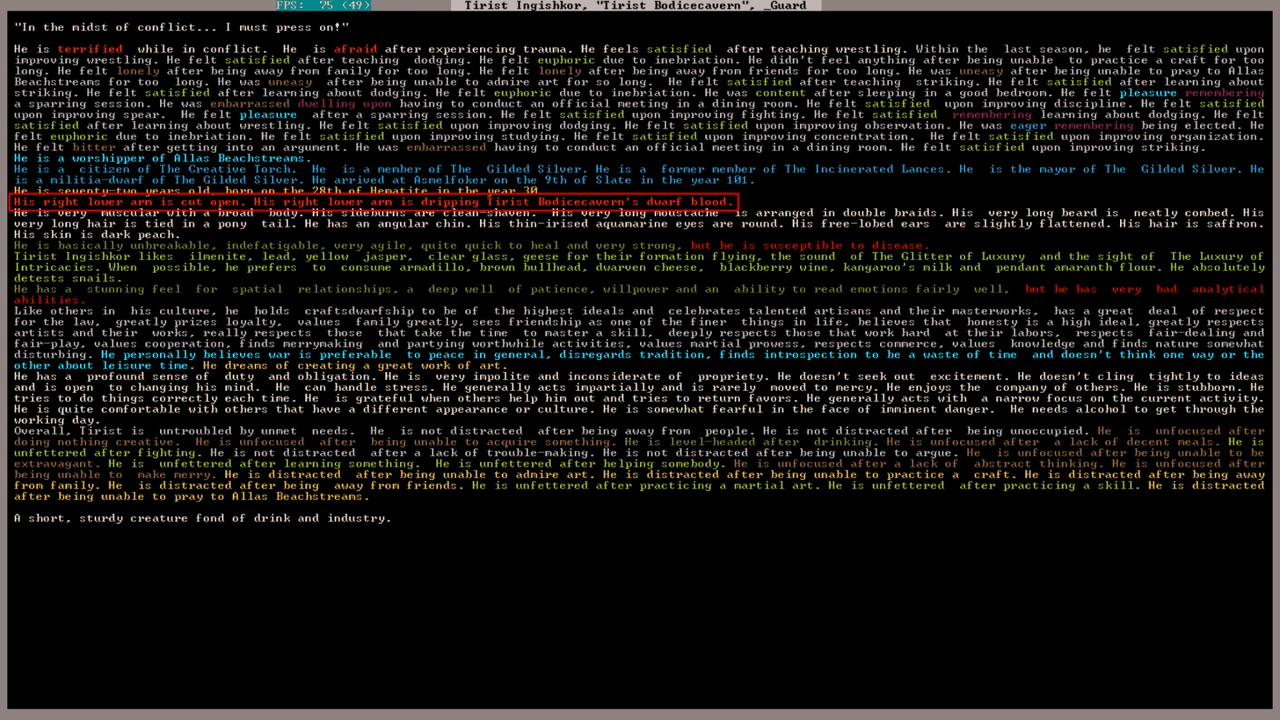 FPS: 75 (49)
Tirist Ingishkor, "Tirist Bodicecavern", _Guard
"In the midst of conflict... I must press on!"
He is terrified while in conflict. He is afraid after experiencing trauma. He feels satisfied after teaching wrestling. Within the last season, he felt satisfied upon
improving wrestling. He felt satisfied after teaching dodging. He felt euphoric due to inebriation. He didn't feel anything after being unable to practice a craft for too
long. He felt lonely after being away from family for too long. He felt lonely after being away from friends for too long. He was uneasy after being unable to pray to Allas
Beachstreams for too long. He was uneasy after being unable to admire art for so long. He felt satisfied after teaching striking. He felt satisfied after learning about
striking. He felt satisfied after learning about dodging. He felt euphoric due to inebriation. He was content after sleeping in a good bedroom. He felt pleasure remembering
a sparring session. He was embarrassed dwelling upon having to conduct an official meeting in a dining room. He felt satisfied upon improving discipline. He felt satisfied
upon improving spear. He felt pleasure after a sparring session. He felt satisfied upon improving fighting. He felt satisfied remembering learning about dodging. He felt
satisfied after learning about wrestling. He felt satisfied upon improving dodging. He felt satisfied upon improving observation. He was eager remembering being elected. He
felt euphoric due to inebriation. He felt satisfied upon improving studying. He felt satisfied upon improving concentration. He felt satisfied upon improving organization.
He felt bitter after getting into an argument. He was embarrassed having to conduct an official meeting in a dining room. He felt satisfied upon improving striking.
He is a worshipper of Allas Beachstreams.
He is a citizen of The Creative Torch. He is a member of The Gilded Silver. He is a former member of The Incinerated Lances. He is the mayor of The Gilded Silver. He
is a militia-dwarf of The Gilded Silver. He arrived at Asmelfoker on the 9th of Slate in the year 101.
He is seventy-two years old, born on the 28th of Hematite in the year 30.
His right lower arm is cut open. His right lower arm is dripping Tirist Bodicecavern's dwarf blood.
He is very muscular with a broad body. His sideburns are clean-shaven. His very long moustache is arranged in double braids. His very long beard is neatly combed. His
very long hair is tied in a pony tail. He has an angular chin. His thin-irised aquamarine eyes are round. His free-lobed ears are slightly flattened. His hair is saffron.
His skin is dark peach.
He is basically unbreakable, indefatigable, very agile, quite quick to heal and very strong, but he is susceptible to disease.
Tirist Ingishkor likes ilmenite, lead, yellow jasper, clear glass, geese for their formation flying, the sound of The Glitter of Luxury and the sight of The Luxury of
Intricacies. When possible, he prefers to consume armadillo, brown bullhead, dwarven cheese, blackberry wine, kangaroo's milk and pendant amaranth flour. He absolutely
detests snails.
He has a stunning feel for spatial relationships, a deep well of patience, willpower and an ability to read emotions fairly well, but he has very bad analytical
abilities.
Like others in his culture, he holds craftsdwarfship to be of the highest ideals and celebrates talented artisans and their masterworks, has a great deal of respect
for the law, greatly prizes loyalty, values family greatly, sees friendship as one of the finer things in life, believes that honesty is a high ideal, greatly respects
artists and their works, really respects those that take the time to master a skill, deeply respects those that work hard at their labors, respects fair-dealing and
fair-play, values cooperation, finds merrymaking and partying worthwhile activities, values martial prowess, respects commerce, values knowledge and finds nature somewhat
disturbing. He personally believes war is preferable to peace in general, disregards tradition, finds introspection to be a waste of time and doesn't think one way or the
other about leisure time. He dreams of creating a great work of art.
He has a profound sense of duty and obligation. He is very impolite and inconsiderate of propriety. He doesn't seek out excitement. He doesn't cling tightly to ideas
and is open to changing his mind. He can handle stress. He generally acts impartially and is rarely moved to mercy. He enjoys the company of others. He is stubborn. He
tries to do things correctly each time. He is grateful when others help him out and tries to return favors. He generally acts with a narrow focus on the current activity.
He is quite comfortable with others that have a different appearance or culture. He is somewhat fearful in the face of imminent danger. He needs alcohol to get through the
working day.
Overall, Tirist is untroubled by unmet needs. He is not distracted after being away from people. He is not distracted after being unoccupied. He is unfocused after
doing nothing creative. He is unfocused after being unable to acquire something. He is level-headed after drinking. He is unfocused after a lack of decent meals. He is
unfettered after fighting. He is not distracted after a lack of trouble-making. He is not distracted after being unable to argue. He is unfocused after being unable to be
extravagant. He is unfettered after learning something. He is unfettered after helping somebody. He is unfocused after a lack of abstract thinking. He is unfocused after
being unable to make merry. He is distracted after being unable to admire art. He is distracted after being unable to practice a craft. He is distracted after being away
from family. He is distracted after being away from friends. He is unfettered after practicing a martial art. He is unfettered after practicing a skill. He is distracted
after being unable to pray to Allas Beachstreams.
A short, sturdy creature fond of drink and industry.